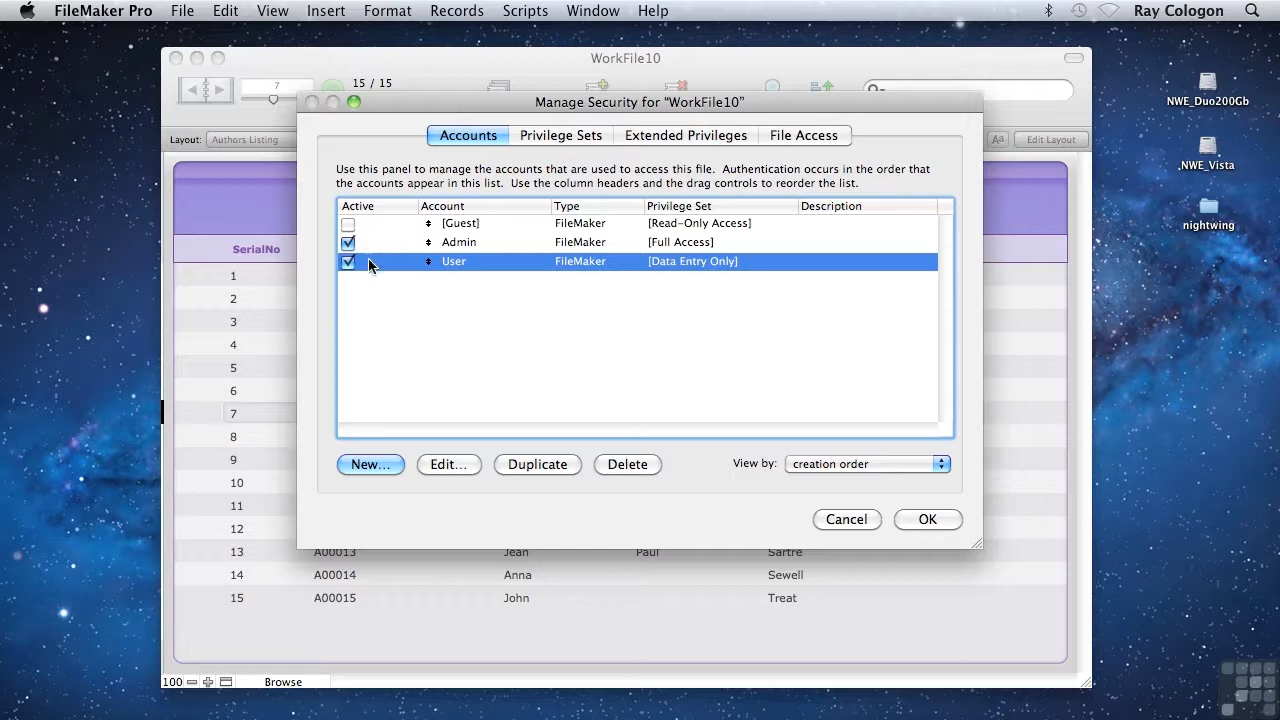 FileMaker Pro File Edit View Insert Format Records Scripts Window Help Ray Cologon
WorkFile10
7 15 / 15
Manage Security for "WorkFile10"
Layout: Authors Listing Aa Edit Layout
Accounts Privilege Sets Extended Privileges File Access
Use this panel to manage the accounts that are used to access this file. Authentication occurs in the order that
the accounts appear in this list. Use the column headers and the drag controls to reorder the list.
Active Account Type Privilege Set Description
[Guest] FileMaker [Read-Only Access]
Admin FileMaker [Full Access]
User FileMaker [Data Entry Only]
New... Edit... Duplicate Delete View by: creation order
Cancel OK
SerialNo
1
2
3
4
5
6
7
8
9
10
11
12
13 A00013 Jean Paul Sartre
14 A00014 Anna Sewell
15 A00015 John Treat
100 Browse
NWE_Duo200Gb
.NWE_Vista
nightwing